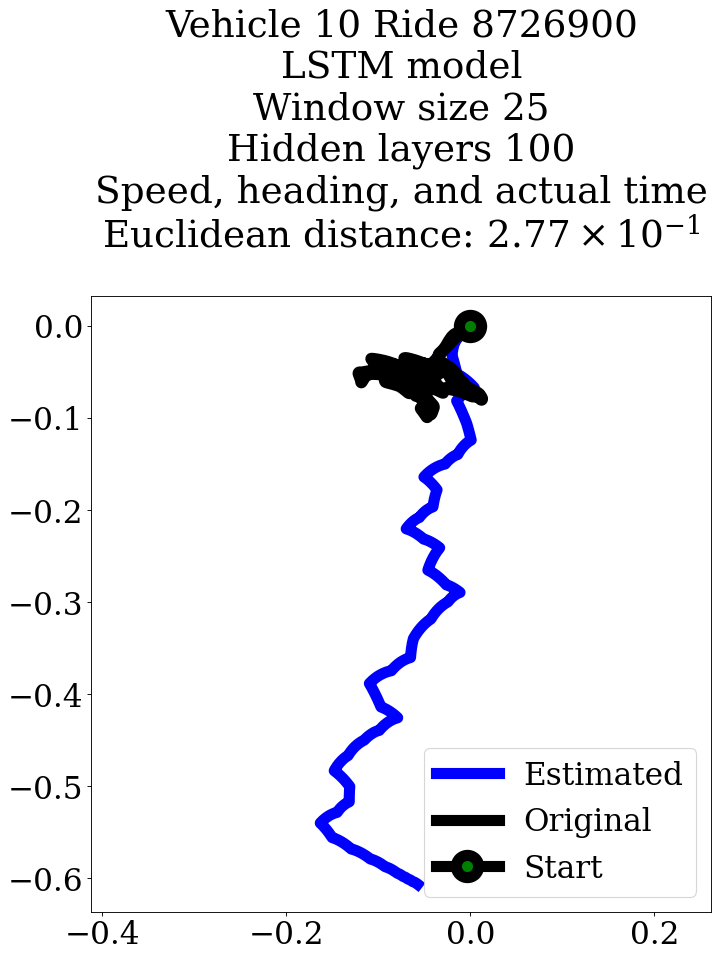 Vehicle 10 Ride 8726900
LSTM model
Window size 25
Hidden layers 100
Speed, heading, and actual time
Euclidean distance: 2.77 × 10⁻¹
0.0
−0.1
−0.2
−0.3
−0.4
−0.5
−0.6
Estimated
Original
Start
−0.4 −0.2 0.0 0.2